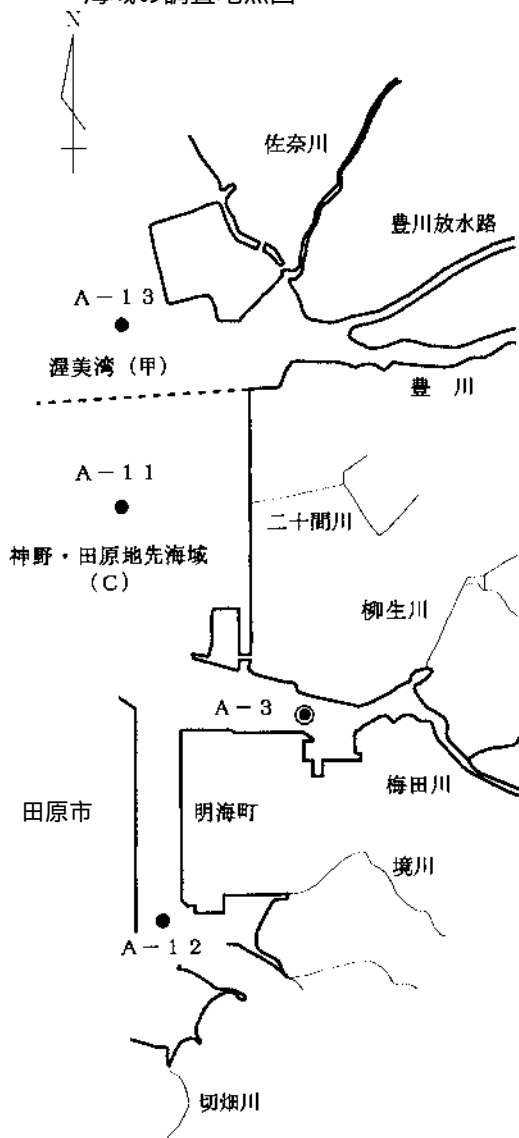 海域の調査地点図
N
佐奈川
豊川放水路
A-13
渥美湾(甲)
豊 川
A-11
二十間川
神野・田原地先海域
(C)
柳生川
A-3
梅田川
田原市
明海町
境川
A-12
切畑川